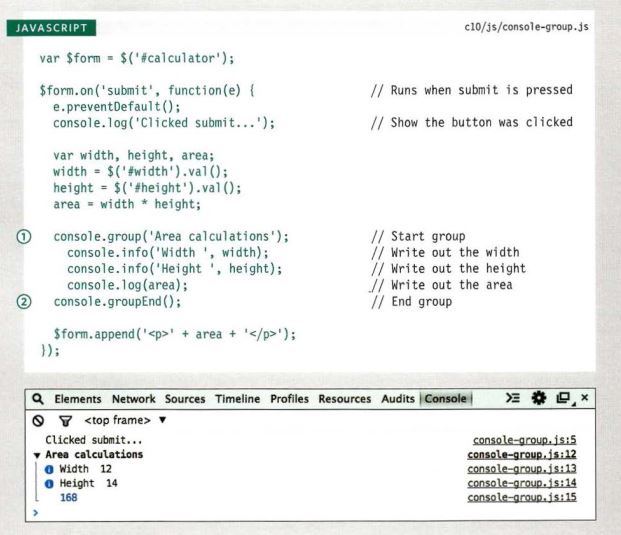 JAVASCRIPT c10/js/console-group.js
var $form = $('#calculator');
$form.on('submit', function(e) { // Runs when submit is pressed
e.preventDefault();
console.log('Clicked submit...'); // Show the button was clicked
var width, height, area;
width = $('#width').val();
height = $('#height').val();
area = width * height;
① console.group('Area calculations'); // Start group
console.info('Width ', width); // Write out the width
console.info('Height ', height); // Write out the height
console.log(area); // Write out the area
② console.groupEnd(); // End group
$form.append('<p>' + area + '</p>');
});
Elements Network Sources Timeline Profiles Resources Audits Console
<top frame> ▼
Clicked submit... console-group.js:5
▼ Area calculations console-group.js:12
Width 12 console-group.js:13
Height 14 console-group.js:14
168 console-group.js:15
>